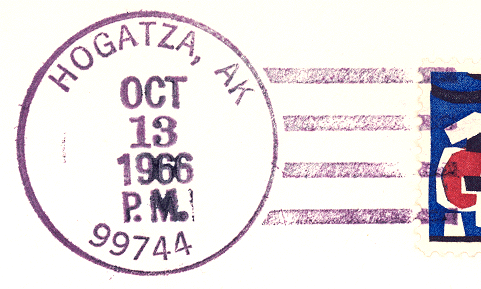 HOGATZA, AK
OCT
13
1966
P.M.
99744